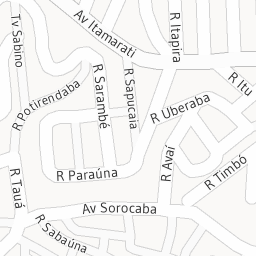 Tv Sabino
Av Itamarati
R Itapira
R Itu
R Potirendaba
R Sarambé
R Sapucaia
R Uberaba
R Avaí
R Timbó
R Paraúna
R Tauá
Av Sorocaba
R Sabaúna